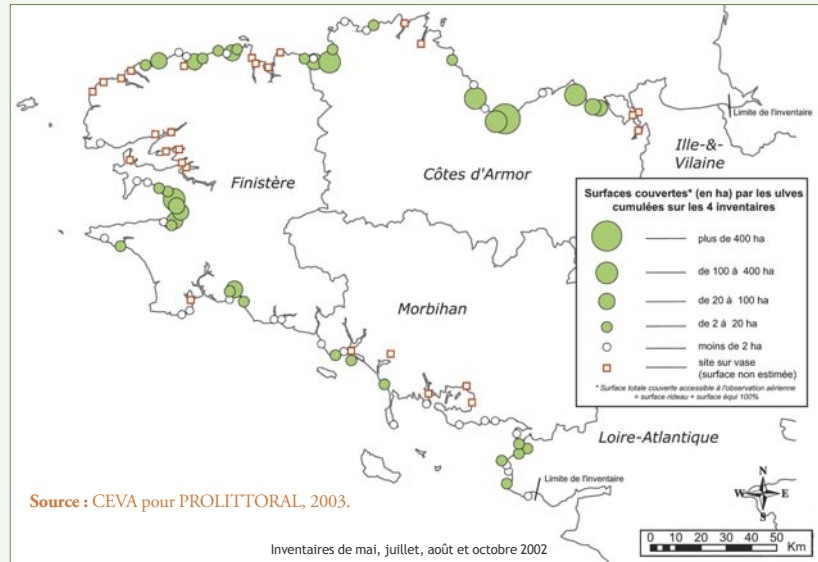 Limite de l'inventaire
Ille-&-
Vilaine
Côtes d'Armor
Finistère
Surfaces couvertes* (en ha) par les ulves
cumulées sur les 4 inventaires
plus de 400 ha
de 100 à 400 ha
de 20 à 100 ha
de 2 à 20 ha
moins de 2 ha
site sur vase
(surface non estimée)
* Surface totale couverte accessible à l'observation aérienne
= surface rideau + surface équi 100%
Morbihan
Loire-Atlantique
Limite de l'inventaire
Source : CEVA pour PROLITTORAL, 2003.
N
W E
S
0 10 20 30 40 50
Km
Inventaires de mai, juillet, août et octobre 2002